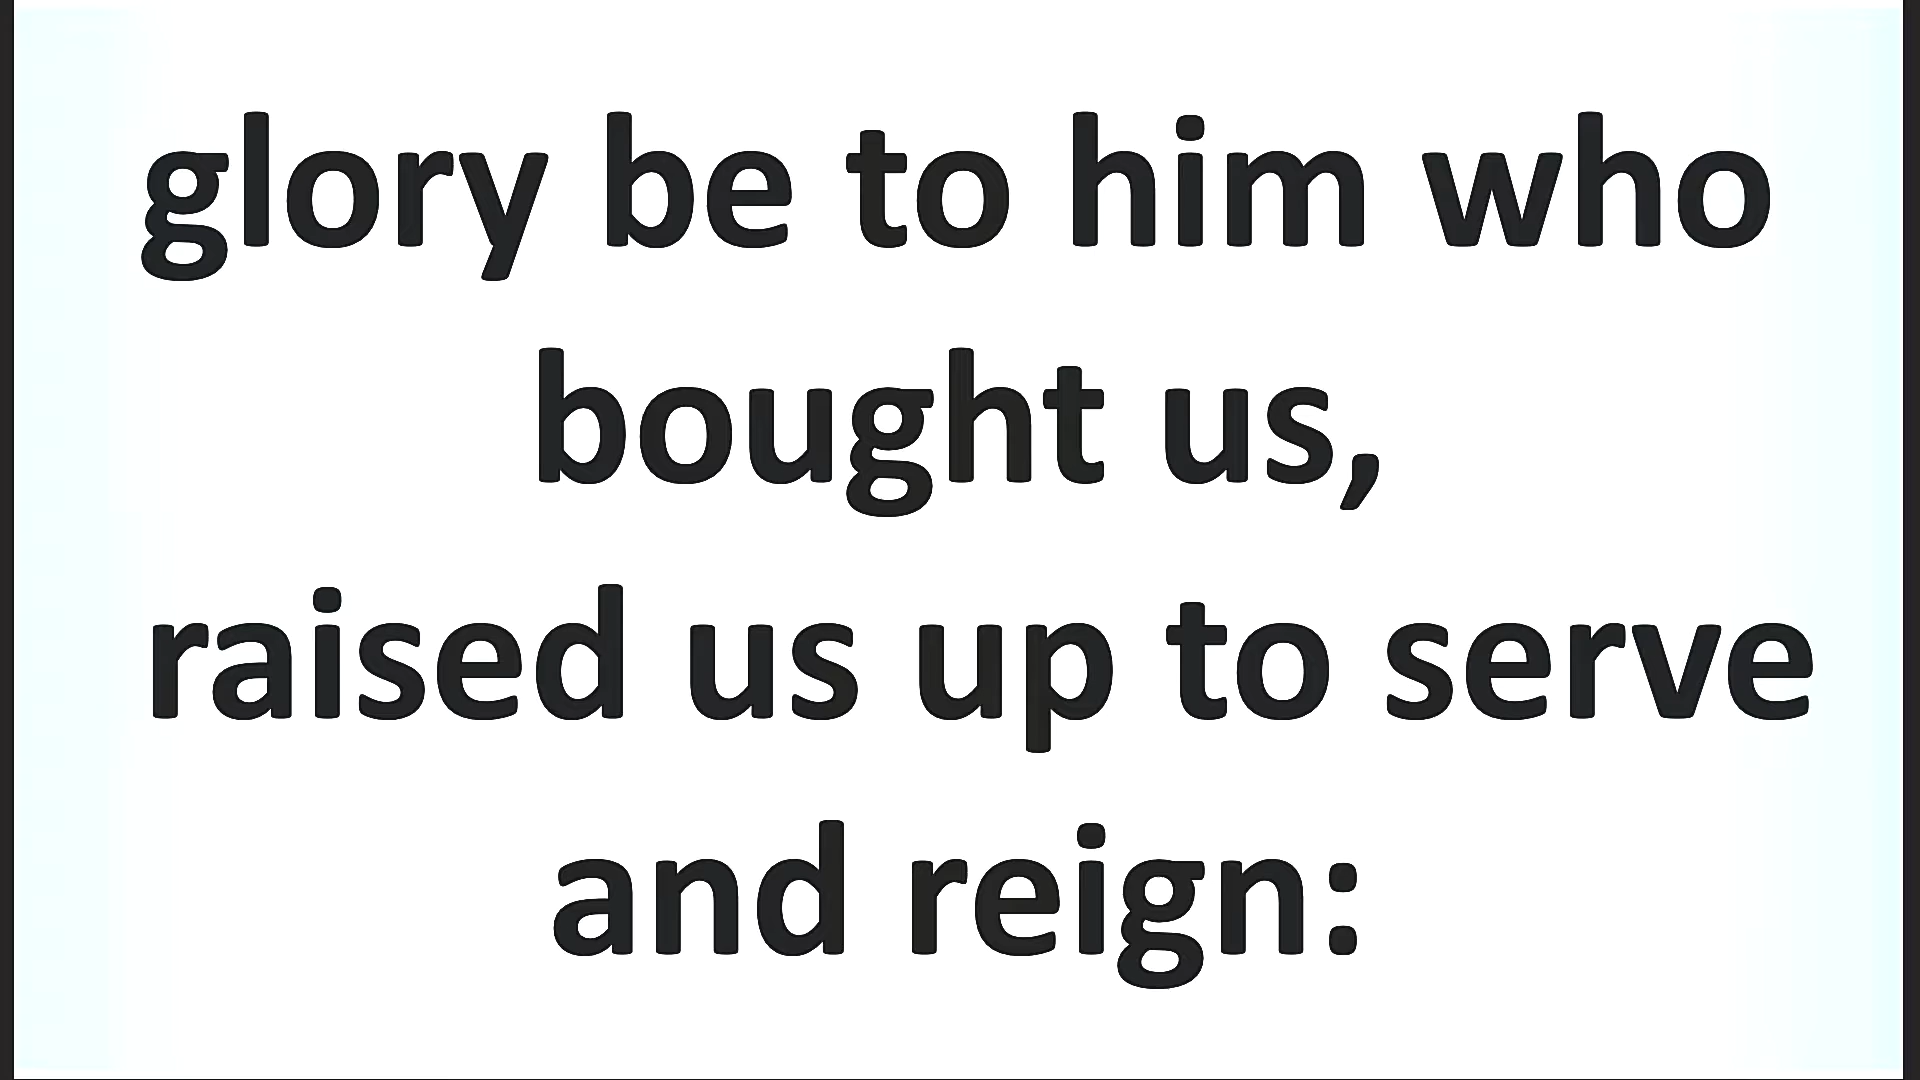 glory be to him who
bought us,
raised us up to serve
and reign: